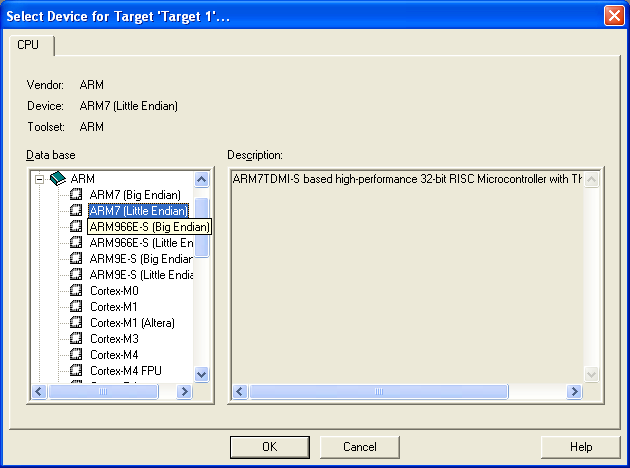 Select Device for Target 'Target 1'...
CPU
Vendor: ARM
Device: ARM7 (Little Endian)
Toolset: ARM
Data base
Description:
ARM
ARM7 (Big Endian)
ARM7 (Little Endian)
ARM966E-S (Big Endian)
ARM966E-S (Little En
ARM9E-S (Big Endian
ARM9E-S (Little Endia
Cortex-M0
Cortex-M1
Cortex-M1 (Altera)
Cortex-M3
Cortex-M4
Cortex-M4 FPU
ARM7TDMI-S based high-performance 32-bit RISC Microcontroller with Th
OK
Cancel
Help